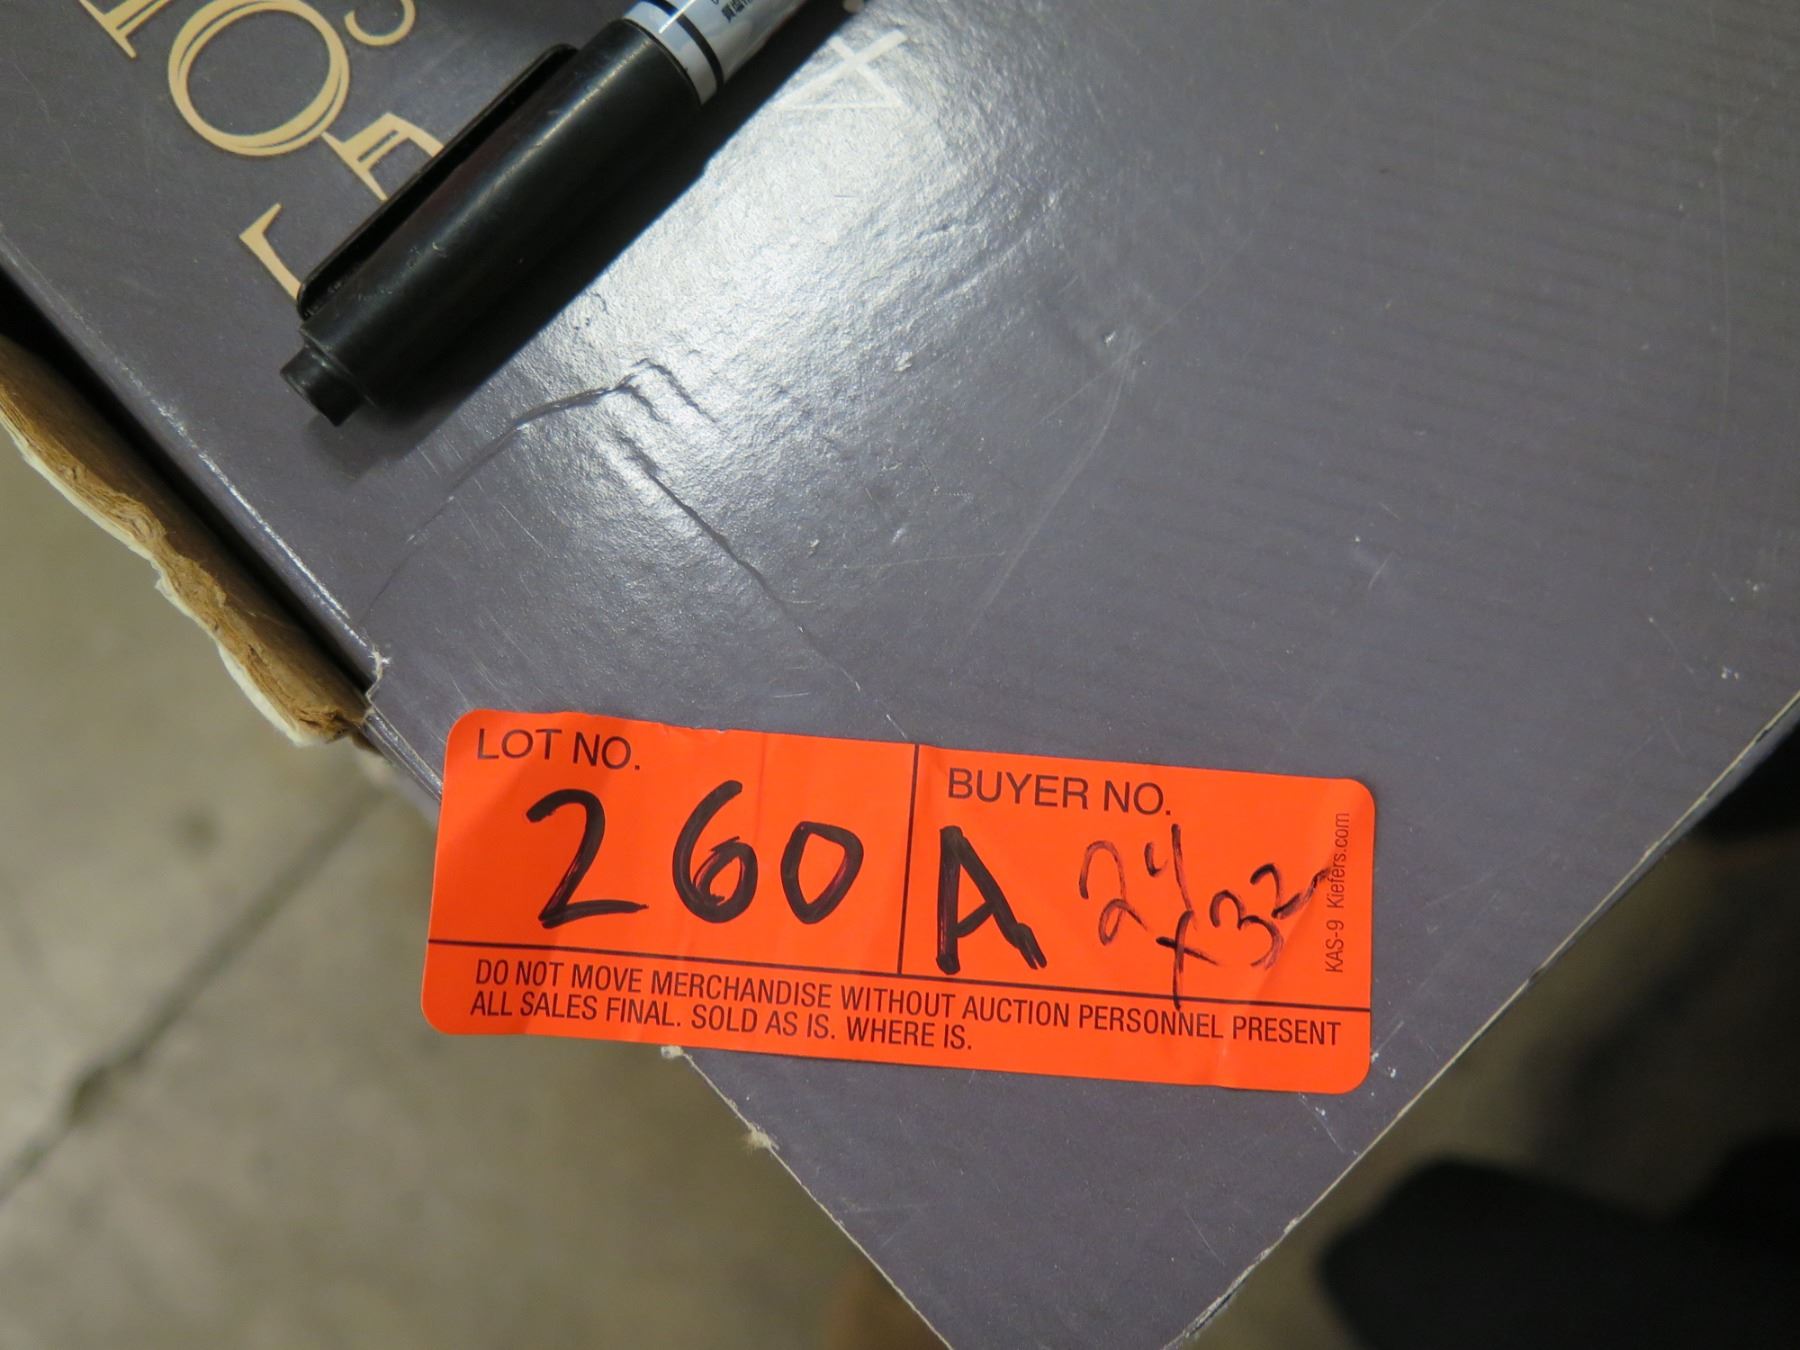 LOT NO.
260
BUYER NO.
A 24
x32
KAS-9 Kiefers.com
DO NOT MOVE MERCHANDISE WITHOUT AUCTION PERSONNEL PRESENT
ALL SALES FINAL. SOLD AS IS. WHERE IS.